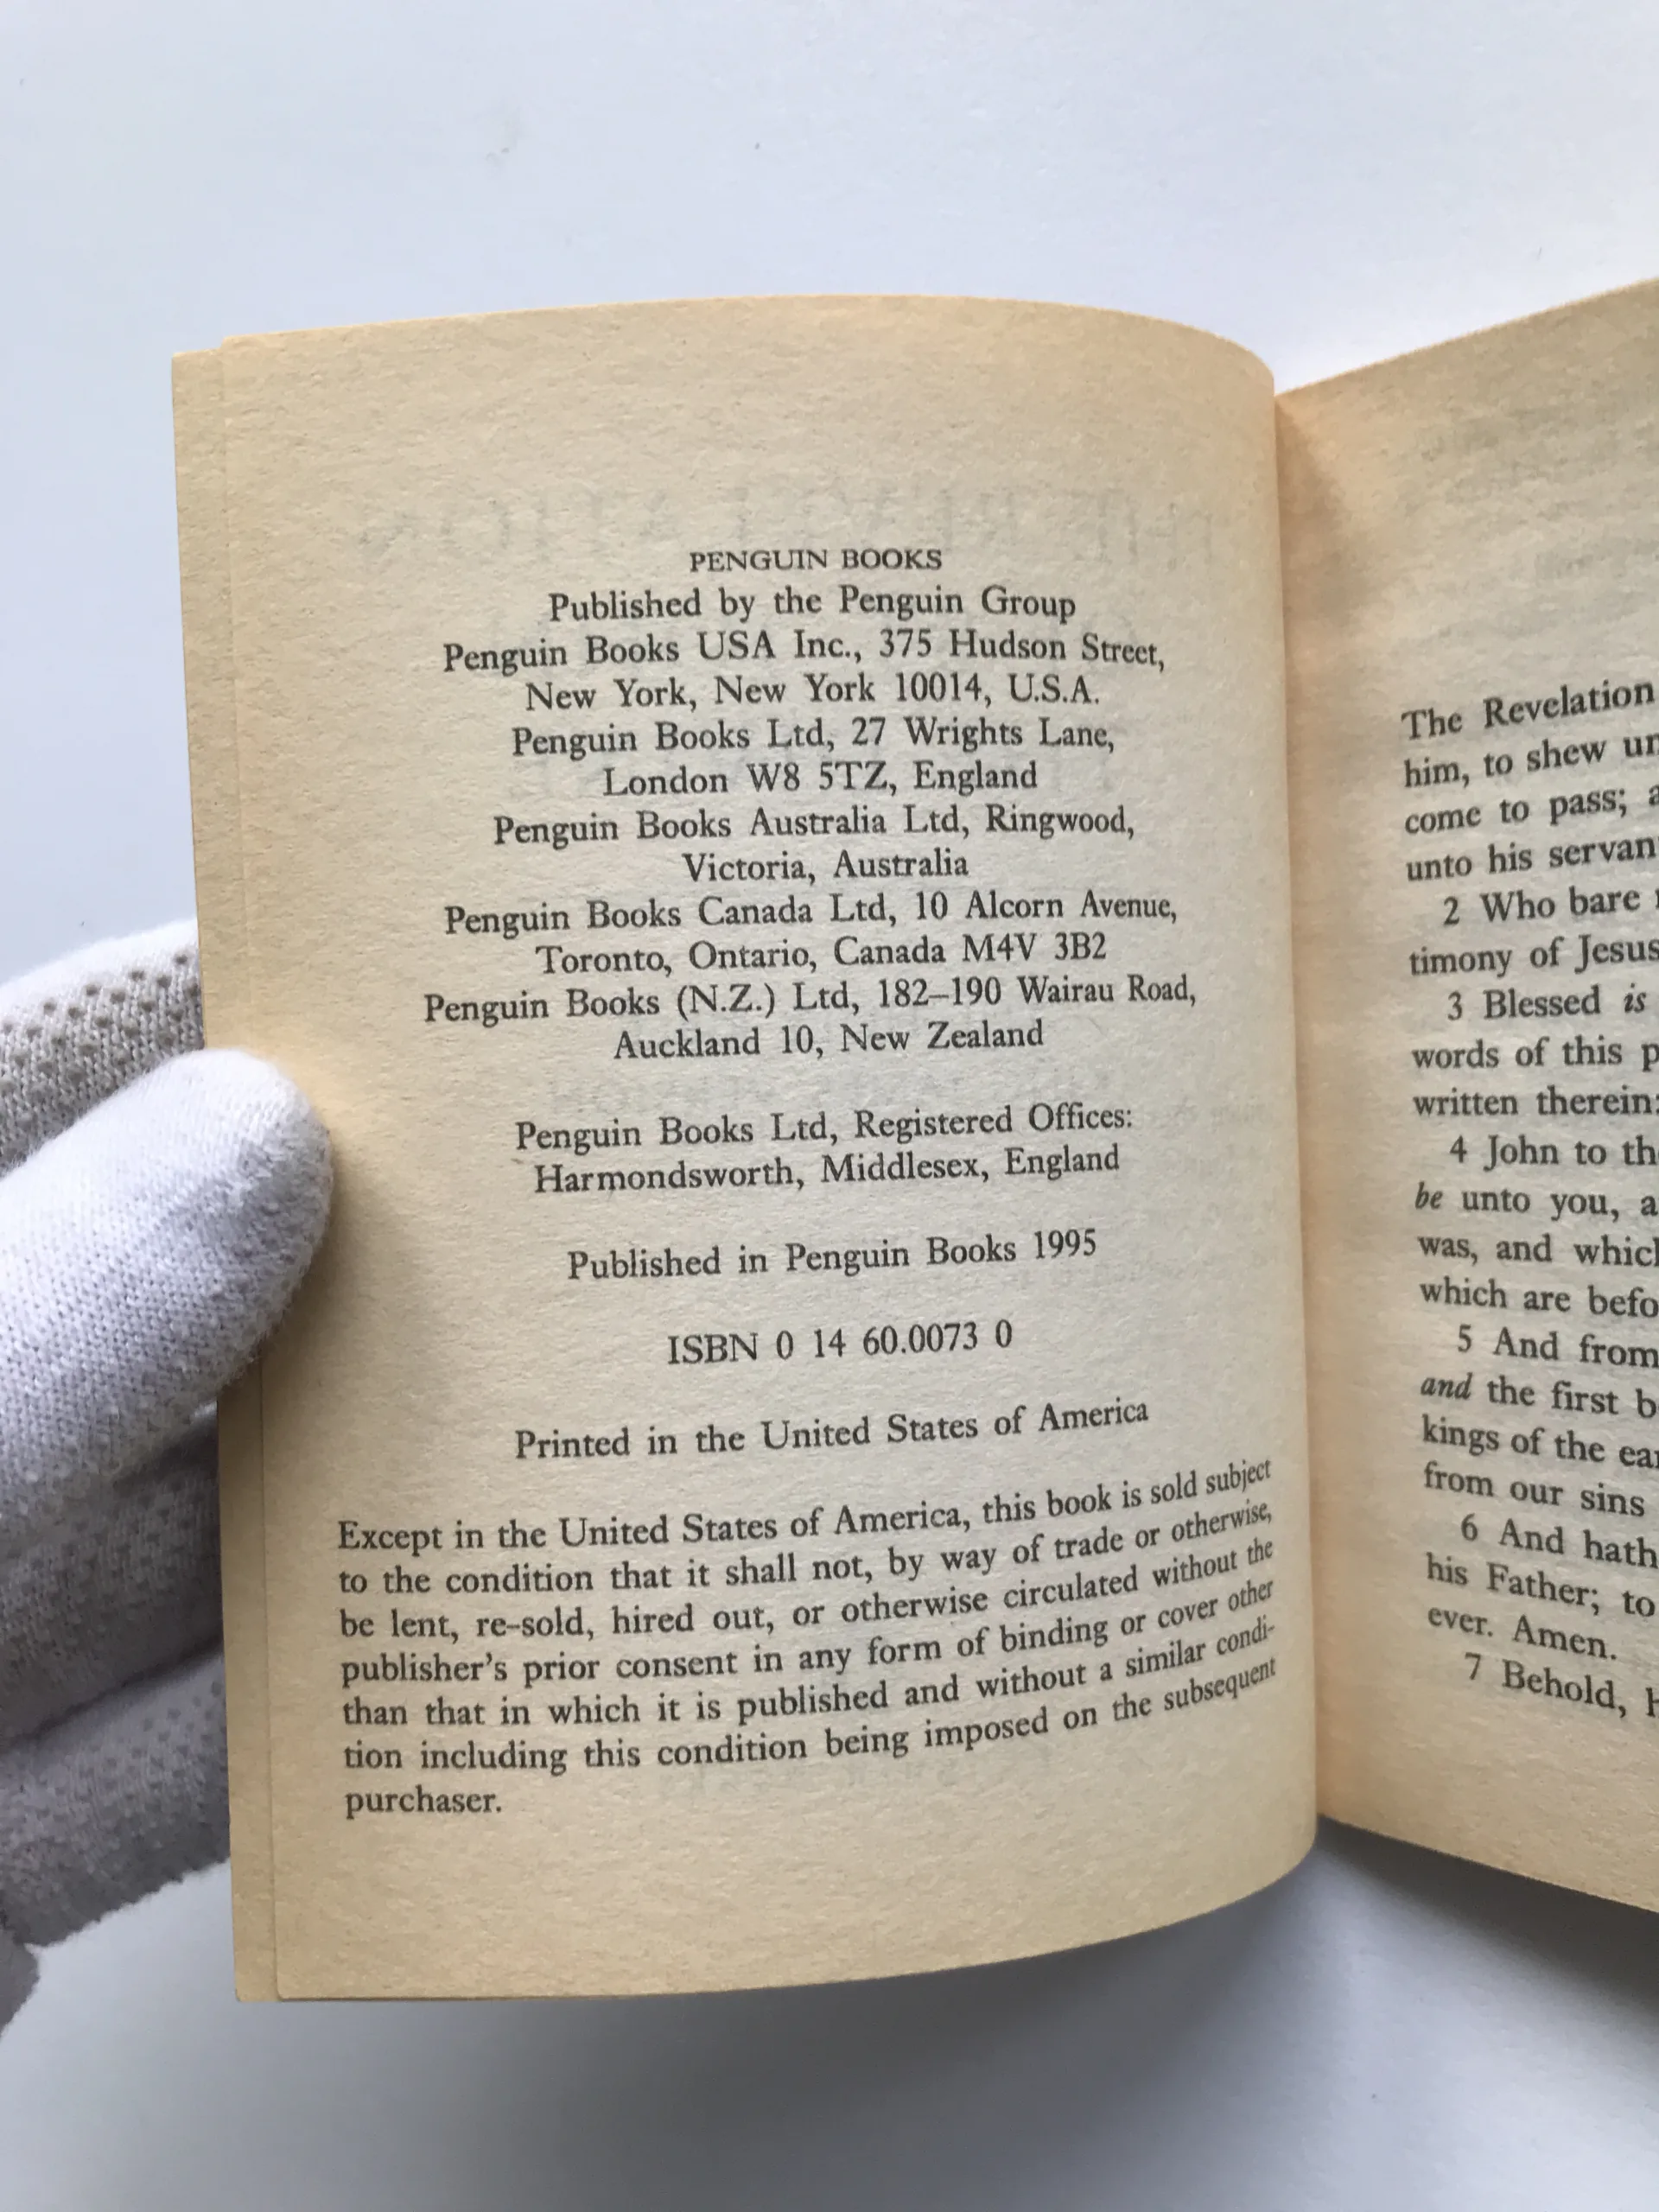 PENGUIN BOOKS
Published by the Penguin Group
Penguin Books USA Inc., 375 Hudson Street,
New York, New York 10014, U.S.A.
Penguin Books Ltd, 27 Wrights Lane,
London W8 5TZ, England
Penguin Books Australia Ltd, Ringwood,
Victoria, Australia
Penguin Books Canada Ltd, 10 Alcorn Avenue,
Toronto, Ontario, Canada M4V 3B2
Penguin Books (N.Z.) Ltd, 182–190 Wairau Road,
Auckland 10, New Zealand
Penguin Books Ltd, Registered Offices:
Harmondsworth, Middlesex, England
Published in Penguin Books 1995
ISBN 0 14 60.0073 0
Printed in the United States of America
Except in the United States of America, this book is sold subject
to the condition that it shall not, by way of trade or otherwise,
be lent, re-sold, hired out, or otherwise circulated without the
publisher's prior consent in any form of binding or cover other
than that in which it is published and without a similar condi-
tion including this condition being imposed on the subsequent
purchaser.
The Revelation
him, to shew
come to pass;
unto his
2 Who bare
timony of Jesus
3 Blessed is
words of this
written therein:
4 John to
be unto you,
was, and
which are
5 And from
and the first
kings of the
from our sins
6 And hath
his Father; to
ever. Amen.
7 Behold,